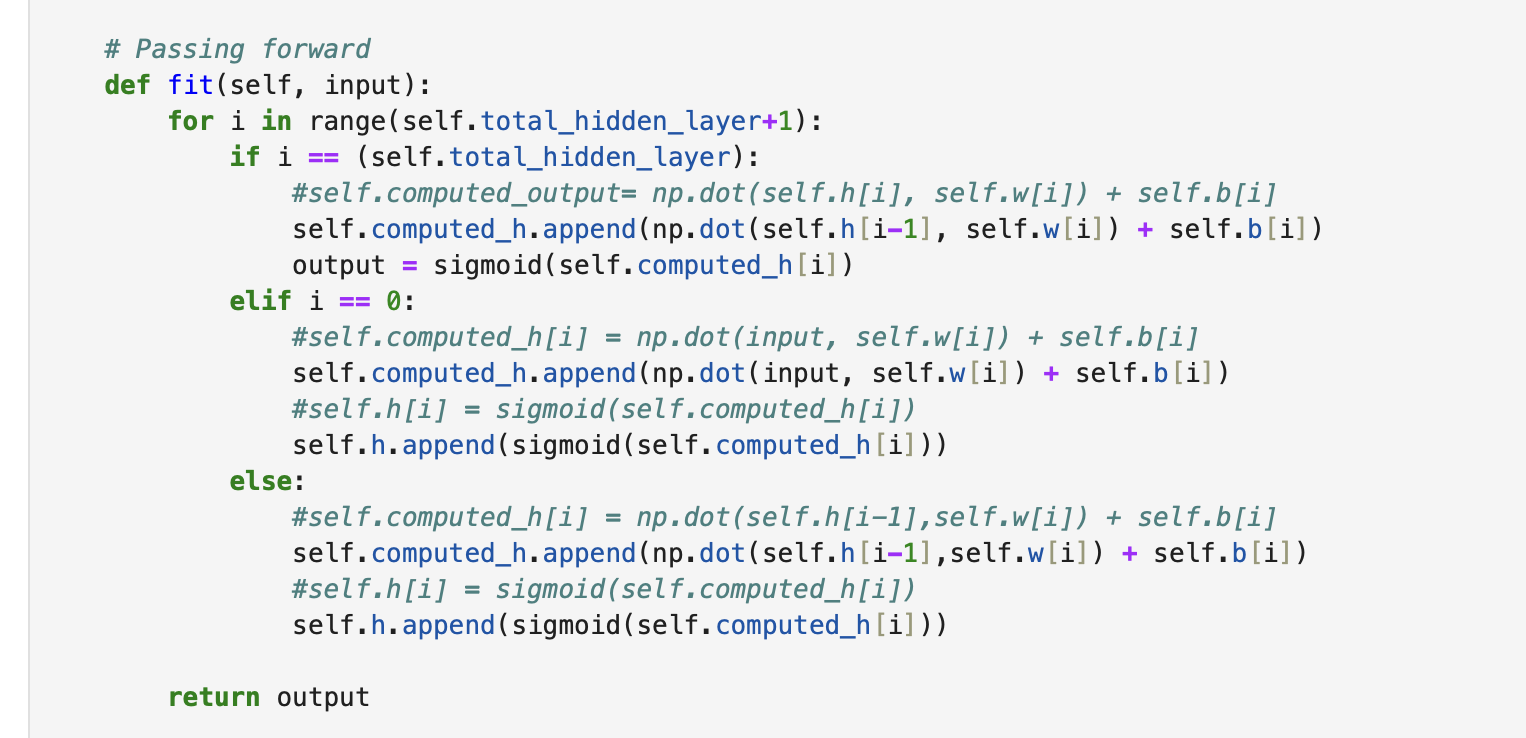 # Passing forward
def fit(self, input):
    for i in range(self.total_hidden_layer+1):
        if i == (self.total_hidden_layer):
            #self.computed_output= np.dot(self.h[i], self.w[i]) + self.b[i]
            self.computed_h.append(np.dot(self.h[i-1], self.w[i]) + self.b[i])
            output = sigmoid(self.computed_h[i])
        elif i == 0:
            #self.computed_h[i] = np.dot(input, self.w[i]) + self.b[i]
            self.computed_h.append(np.dot(input, self.w[i]) + self.b[i])
            #self.h[i] = sigmoid(self.computed_h[i])
            self.h.append(sigmoid(self.computed_h[i]))
        else:
            #self.computed_h[i] = np.dot(self.h[i-1],self.w[i]) + self.b[i]
            self.computed_h.append(np.dot(self.h[i-1],self.w[i]) + self.b[i])
            #self.h[i] = sigmoid(self.computed_h[i])
            self.h.append(sigmoid(self.computed_h[i]))

    return output